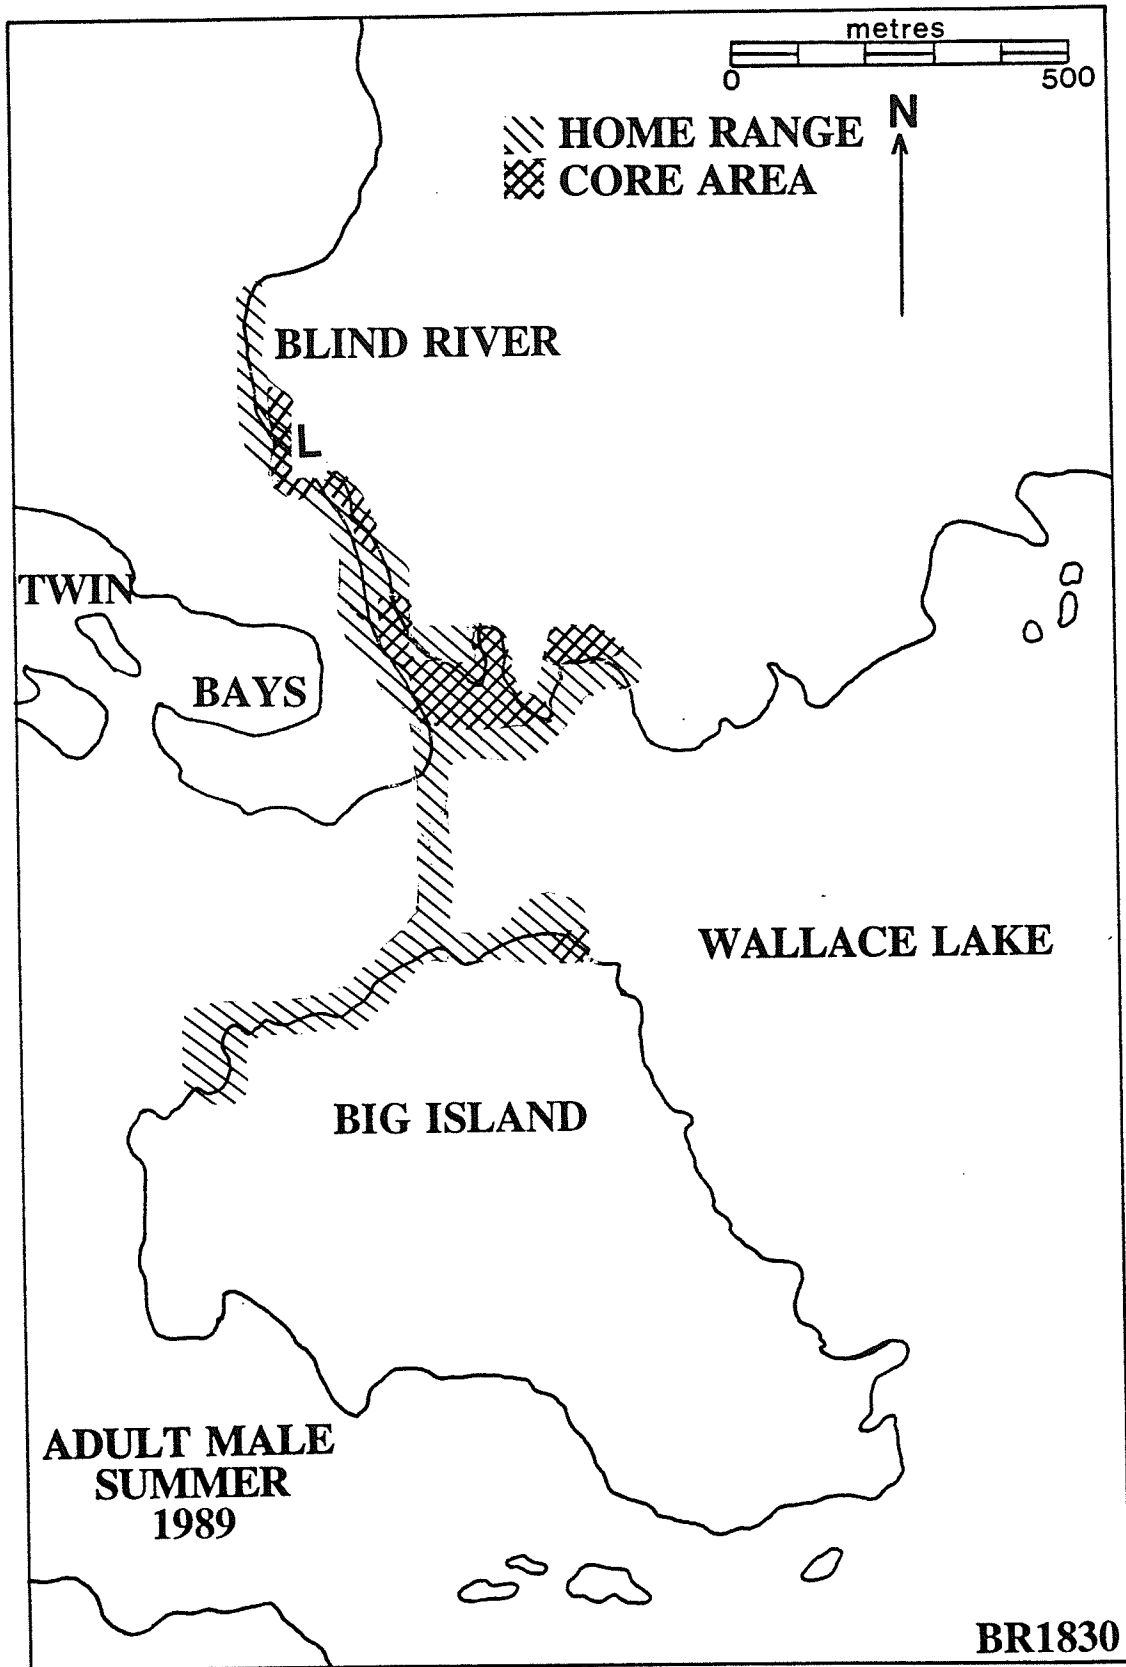 metres
0 500
N
HOME RANGE
CORE AREA
BLIND RIVER
L
TWIN
BAYS
WALLACE LAKE
BIG ISLAND
ADULT MALE
SUMMER
1989
BR1830